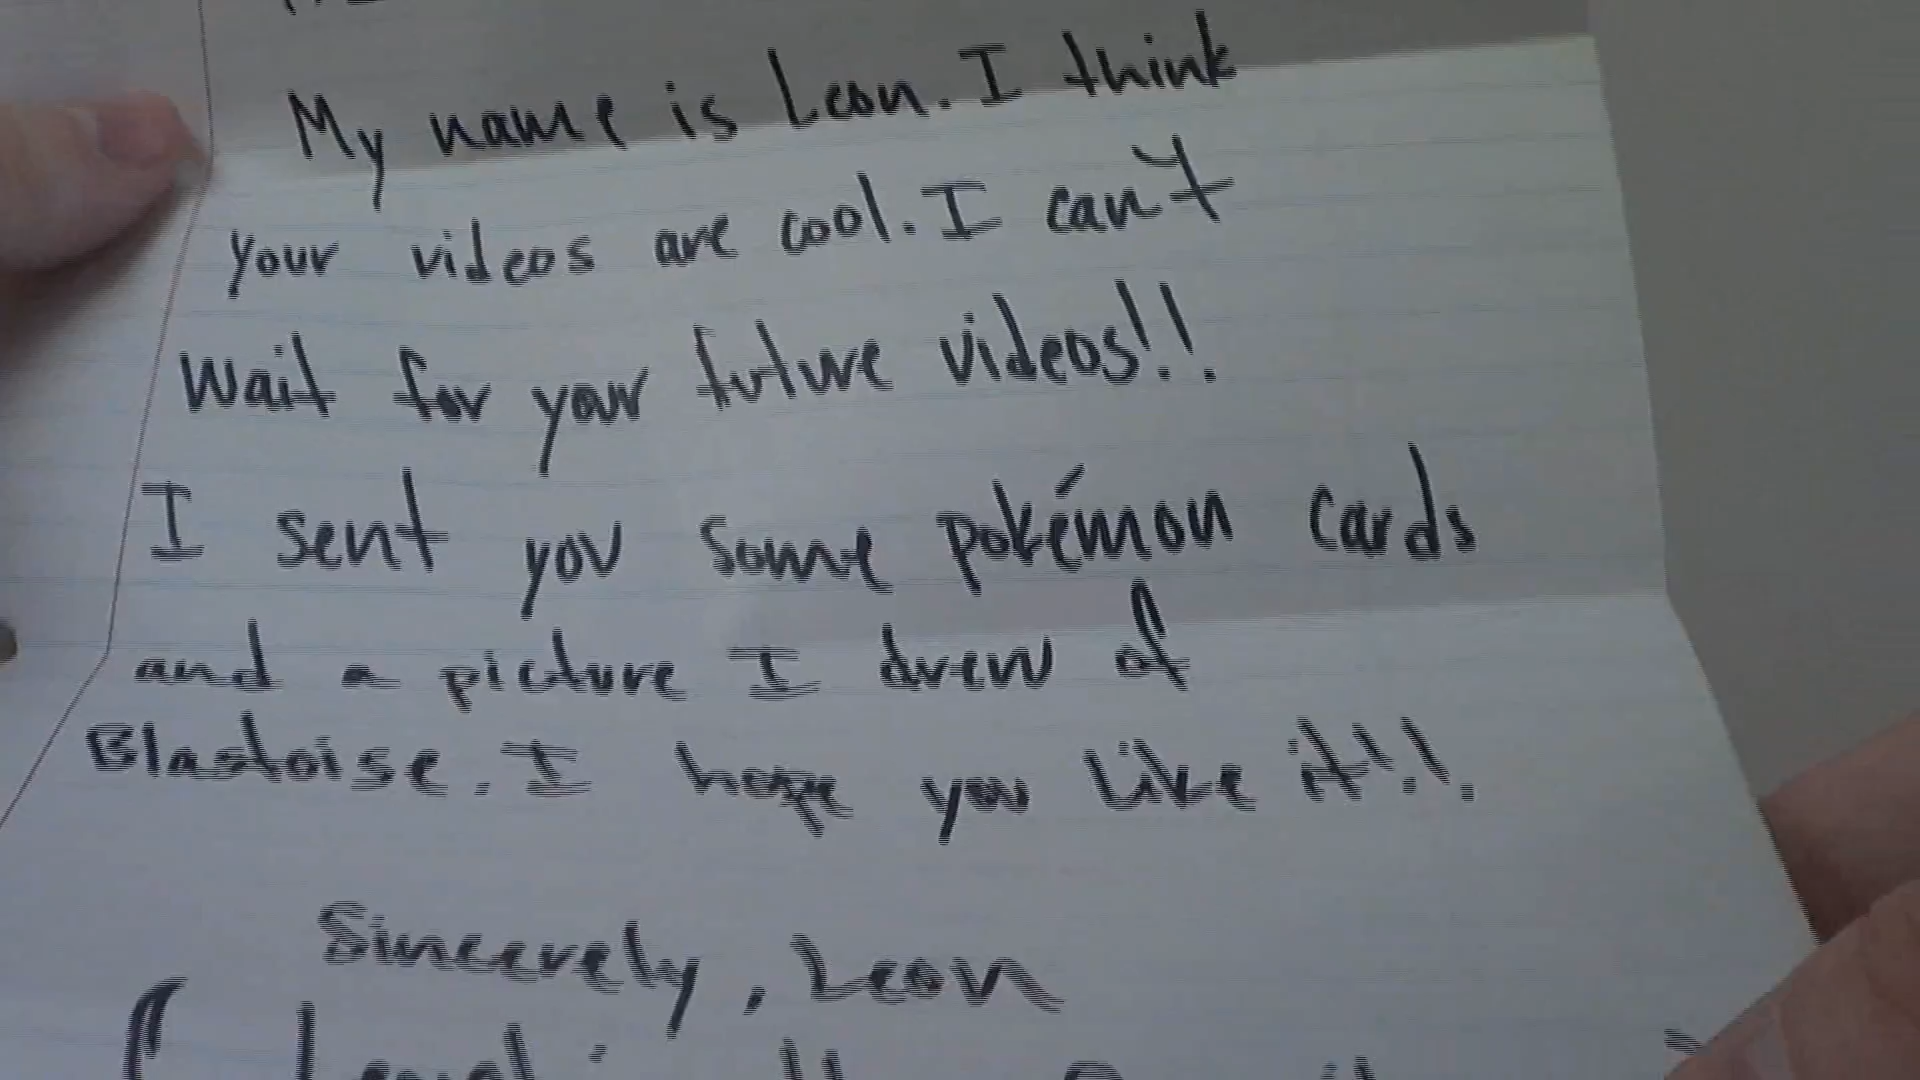 My name is Leon. I think
your videos are cool. I can't
wait for your future videos!!
I sent you some pokémon cards
and a picture I drew of
Blastoise. I hope you like it!!
Sincerely, Leon